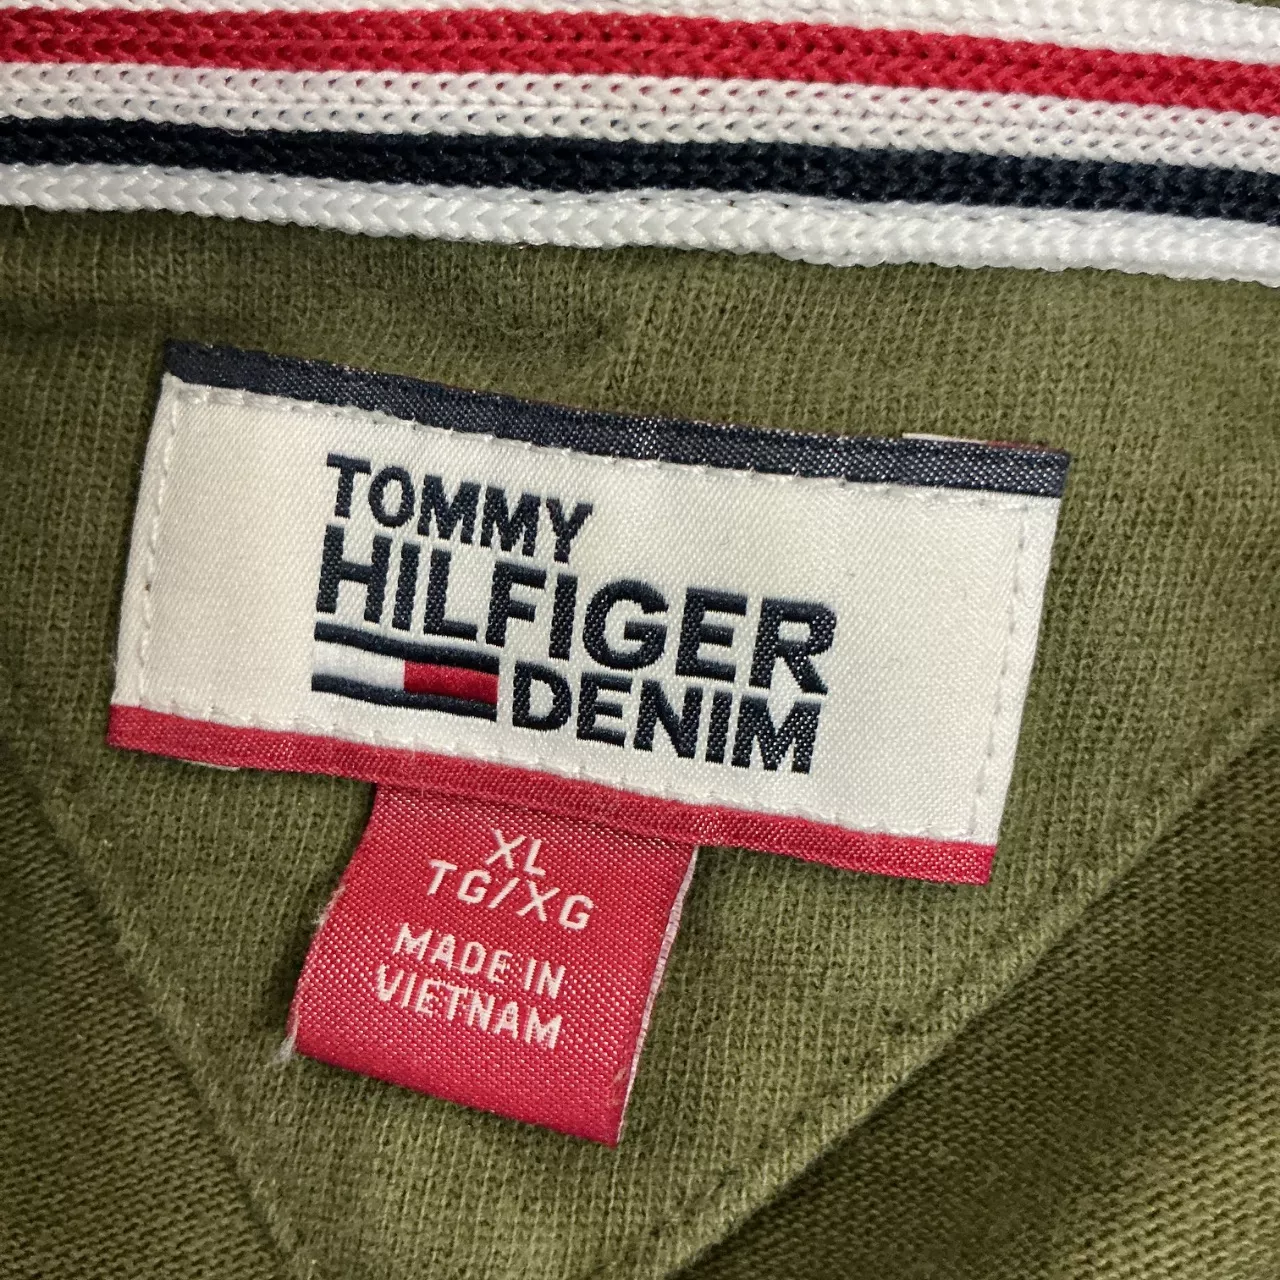 TOMMY
HILFIGER
DENIM
XL
TG/XG
MADE IN
VIETNAM